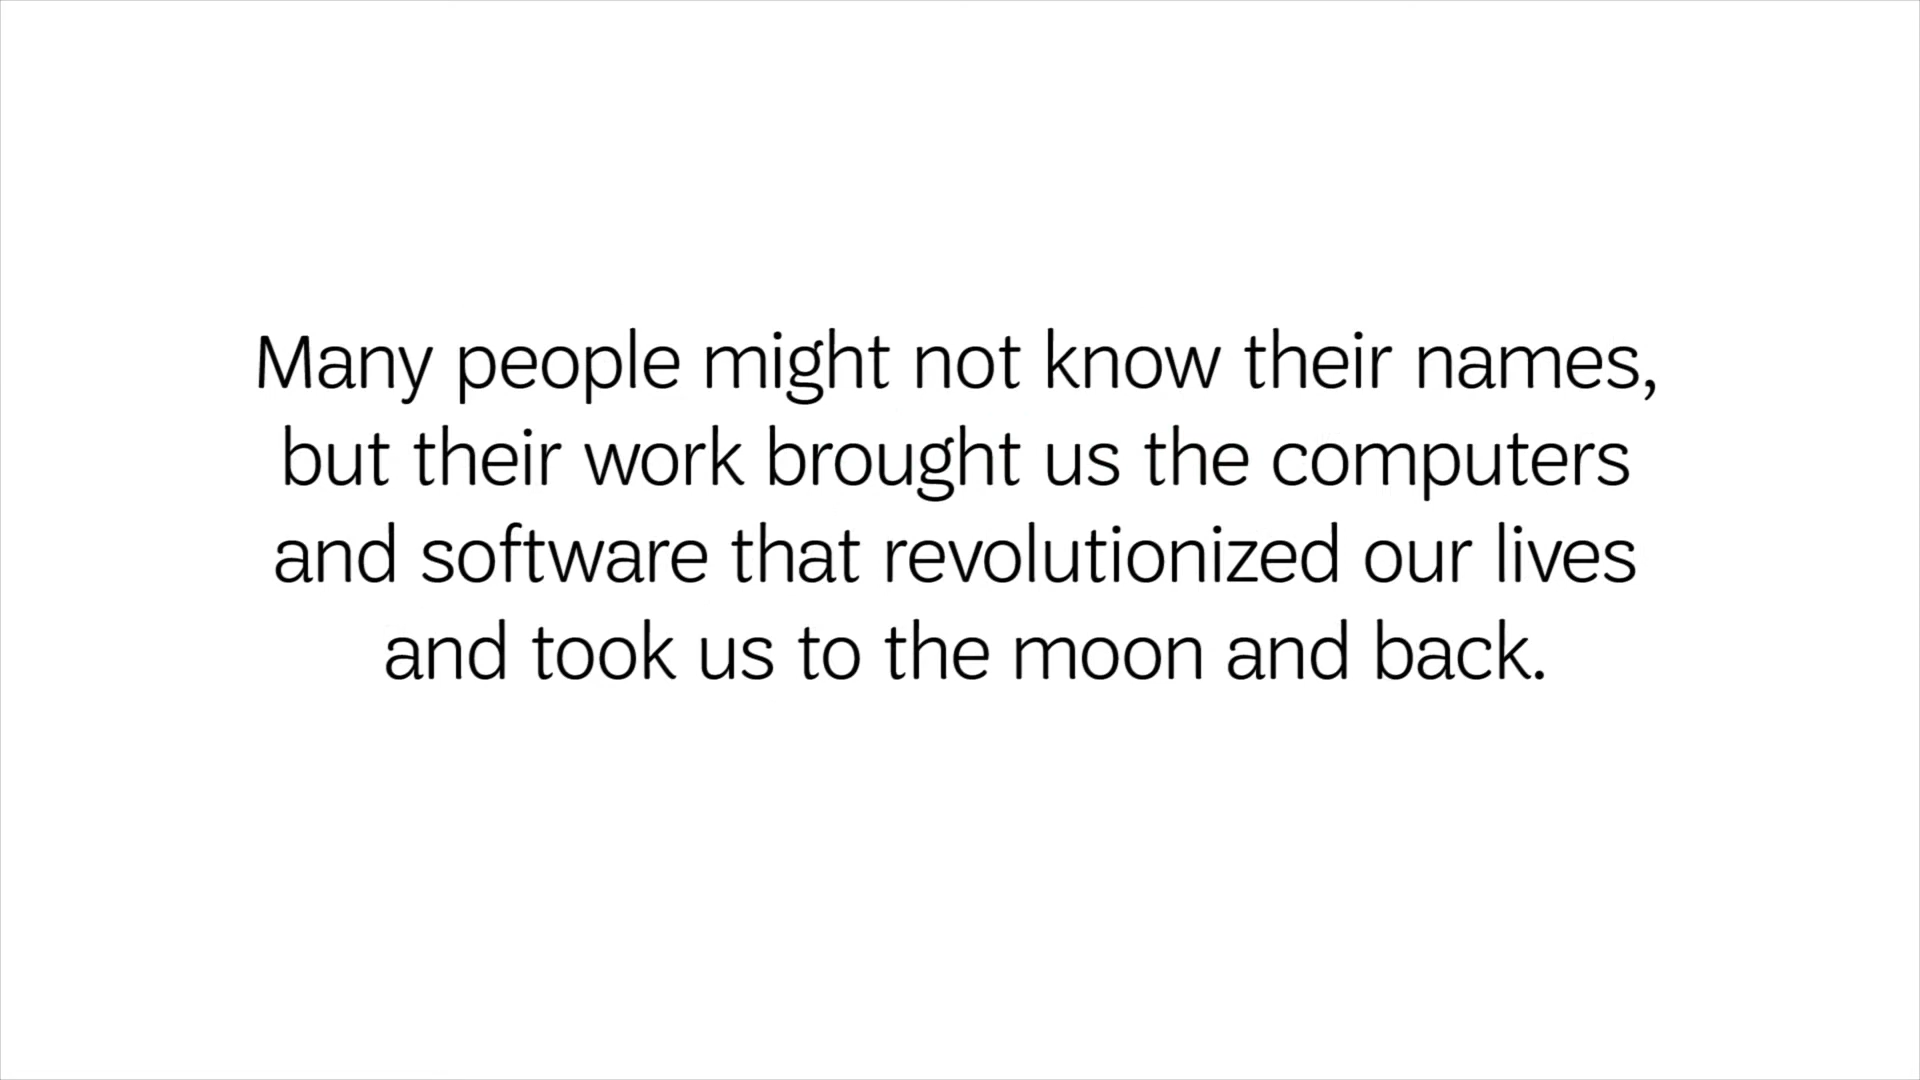 Many people might not know their names,
but their work brought us the computers
and software that revolutionized our lives
and took us to the moon and back.